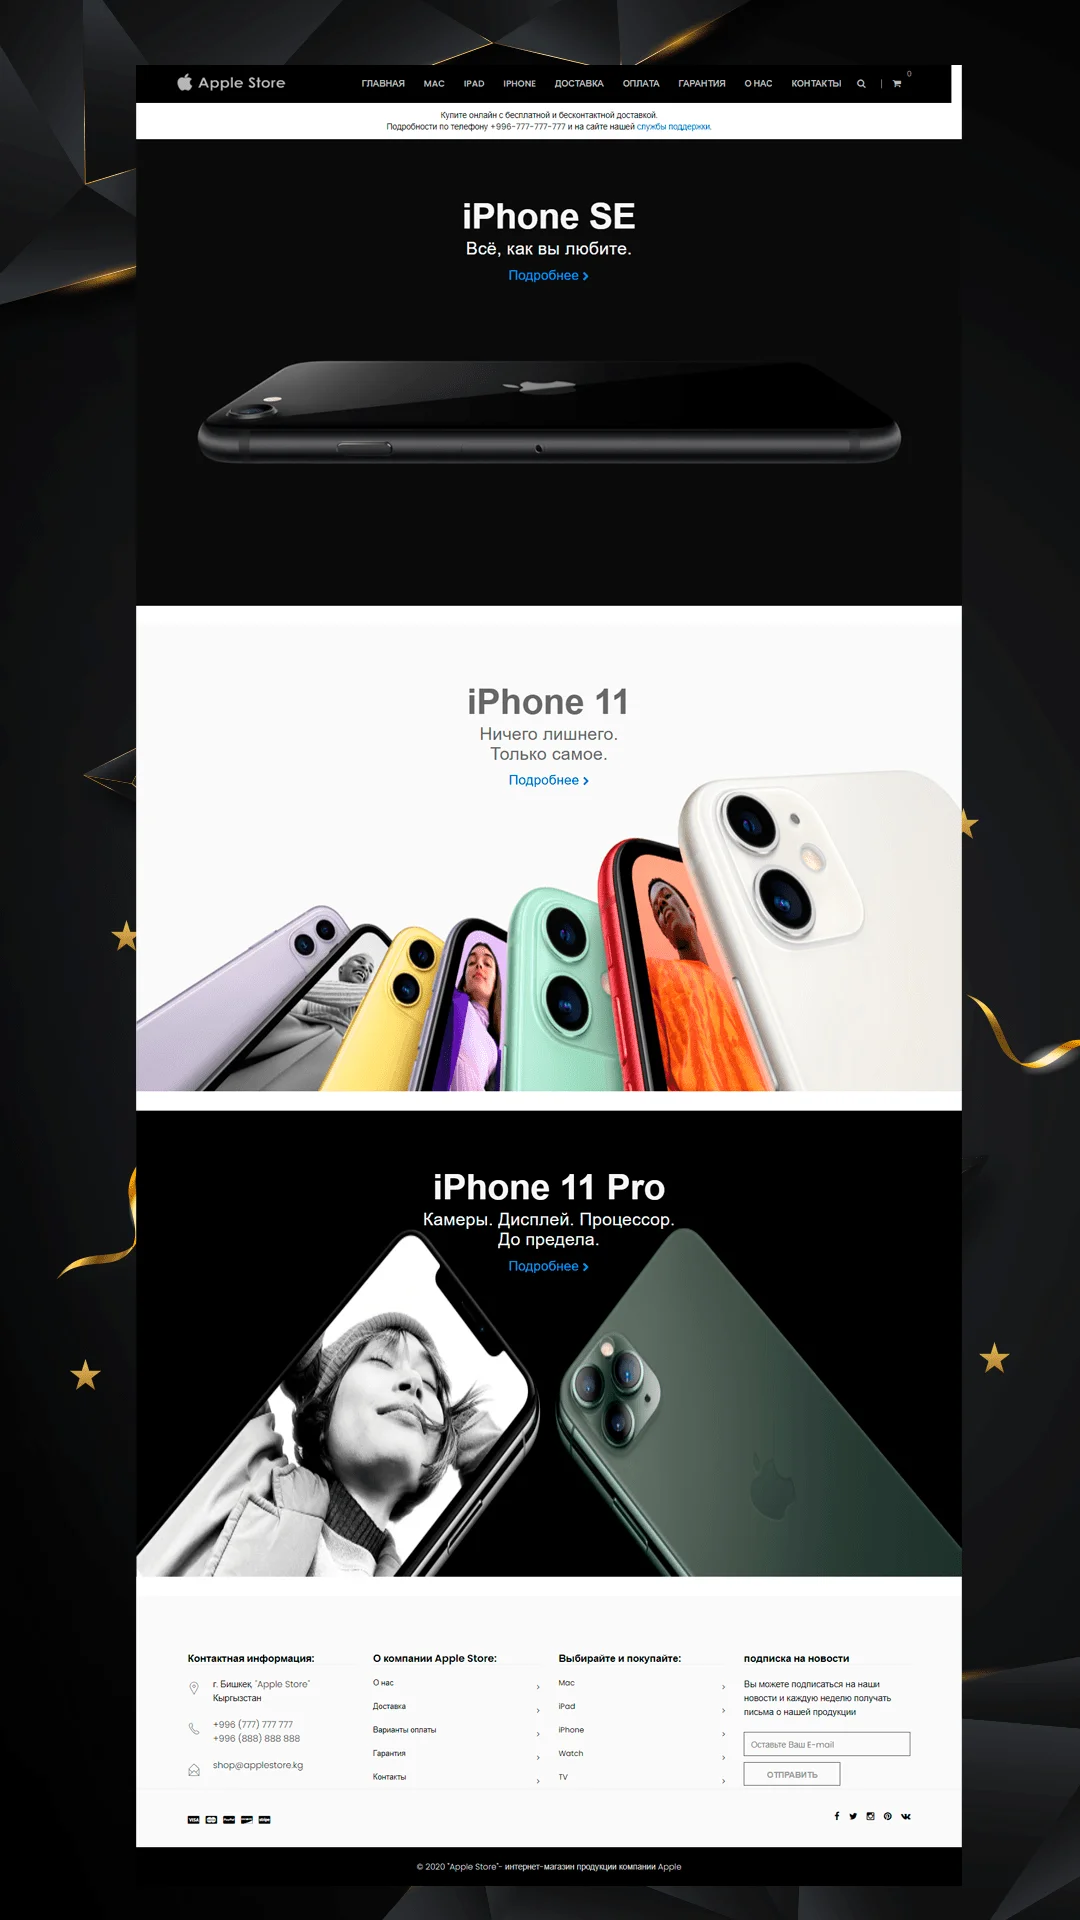 Apple Store
ГЛАВНАЯ MAC IPAD IPHONE ДОСТАВКА ОПЛАТА ГАРАНТИЯ О НАС КОНТАКТЫ | 0
Купите онлайн с бесплатной и бесконтактной доставкой.
Подробности по телефону +996-777-777-777 и на сайте нашей службы поддержки.
iPhone SE
Всё, как вы любите.
Подробнее
iPhone 11
Ничего лишнего.
Только самое.
Подробнее
iPhone 11 Pro
Камеры. Дисплей. Процессор.
До предела.
Подробнее
Контактная информация:
г. Бишкек, "Apple Store"
Кыргызстан
+996 (777) 777 777
+996 (888) 888 888
shop@applestore.kg
О компании Apple Store:
О нас
Доставка
Варианты оплаты
Гарантия
Контакты
Выбирайте и покупайте:
Mac
iPad
iPhone
Watch
TV
подписка на новости
Вы можете подписаться на наши
новости и каждую неделю получать
письма о нашей продукции
Оставьте Ваш E-mail
ОТПРАВИТЬ
VISA
© 2020 "Apple Store"- интернет-магазин продукции компании Apple